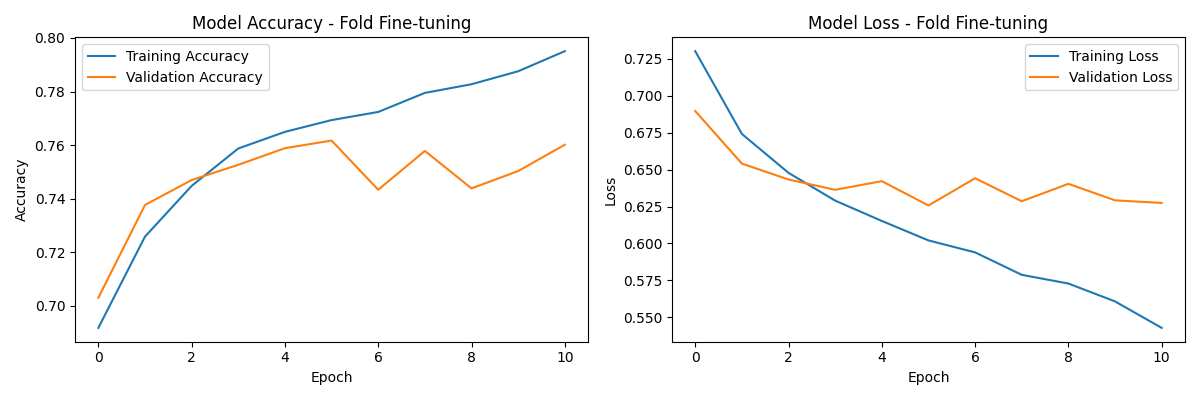 Model Accuracy - Fold Fine-tuning
0.80
0.78
0.76
0.74
0.72
0.70
Accuracy
Training Accuracy
Validation Accuracy
0 2 4 6 8 10
Epoch
Model Loss - Fold Fine-tuning
0.725
0.700
0.675
0.650
0.625
0.600
0.575
0.550
Loss
Training Loss
Validation Loss
0 2 4 6 8 10
Epoch